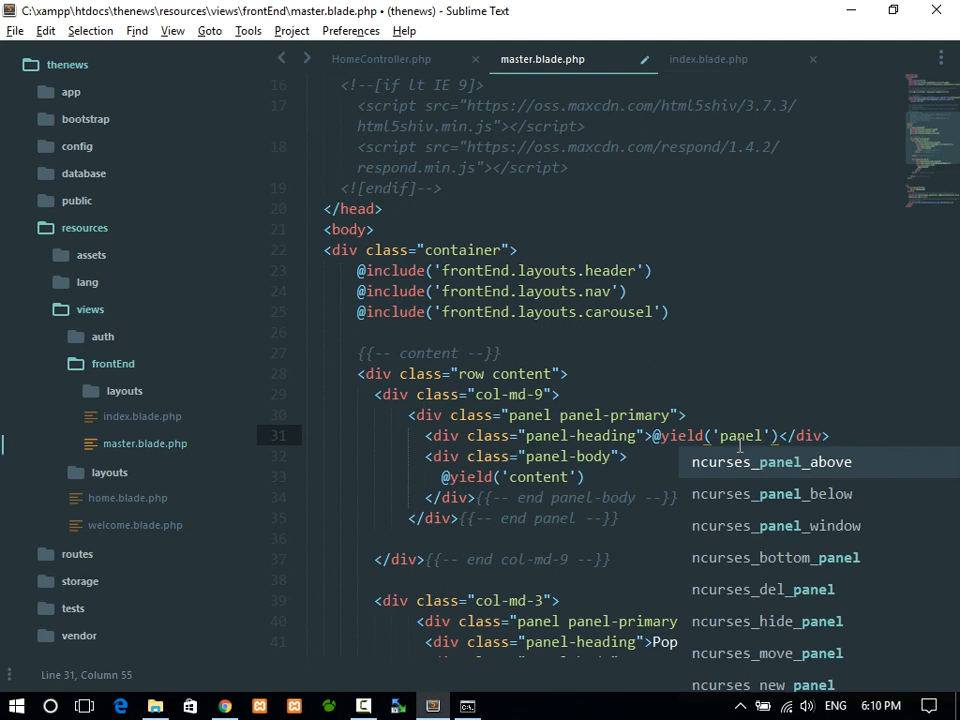 C:\xampp\htdocs\thenews\resources\views\frontEnd\master.blade.php • (thenews) - Sublime Text
File Edit Selection Find View Goto Tools Project Preferences Help
thenews
app
bootstrap
config
database
public
resources
assets
lang
views
auth
frontEnd
layouts
index.blade.php
master.blade.php
layouts
home.blade.php
welcome.blade.php
routes
storage
tests
vendor
HomeController.php master.blade.php index.blade.php
16 <!--[if lt IE 9]>
17 <script src="https://oss.maxcdn.com/html5shiv/3.7.3/
html5shiv.min.js"></script>
18 <script src="https://oss.maxcdn.com/respond/1.4.2/
respond.min.js"></script>
19 <![endif]-->
20 </head>
21 <body>
22 <div class="container">
23 @include('frontEnd.layouts.header')
24 @include('frontEnd.layouts.nav')
25 @include('frontEnd.layouts.carousel')
26
27 {{-- content --}}
28 <div class="row content">
29 <div class="col-md-9">
30 <div class="panel panel-primary">
31 <div class="panel-heading">@yield('panel')</div>
32 <div class="panel-body">
33 @yield('content')
34 </div>{{-- end panel-body --}}
35 </div>{{-- end panel --}}
36
37 </div>{{-- end col-md-9 --}}
38
39 <div class="col-md-3">
40 <div class="panel panel-primary
41 <div class="panel-heading">Pop
ncurses_panel_above
ncurses_panel_below
ncurses_panel_window
ncurses_bottom_panel
ncurses_del_panel
ncurses_hide_panel
ncurses_move_panel
ncurses_new_panel
Line 31, Column 55
ENG 6:10 PM